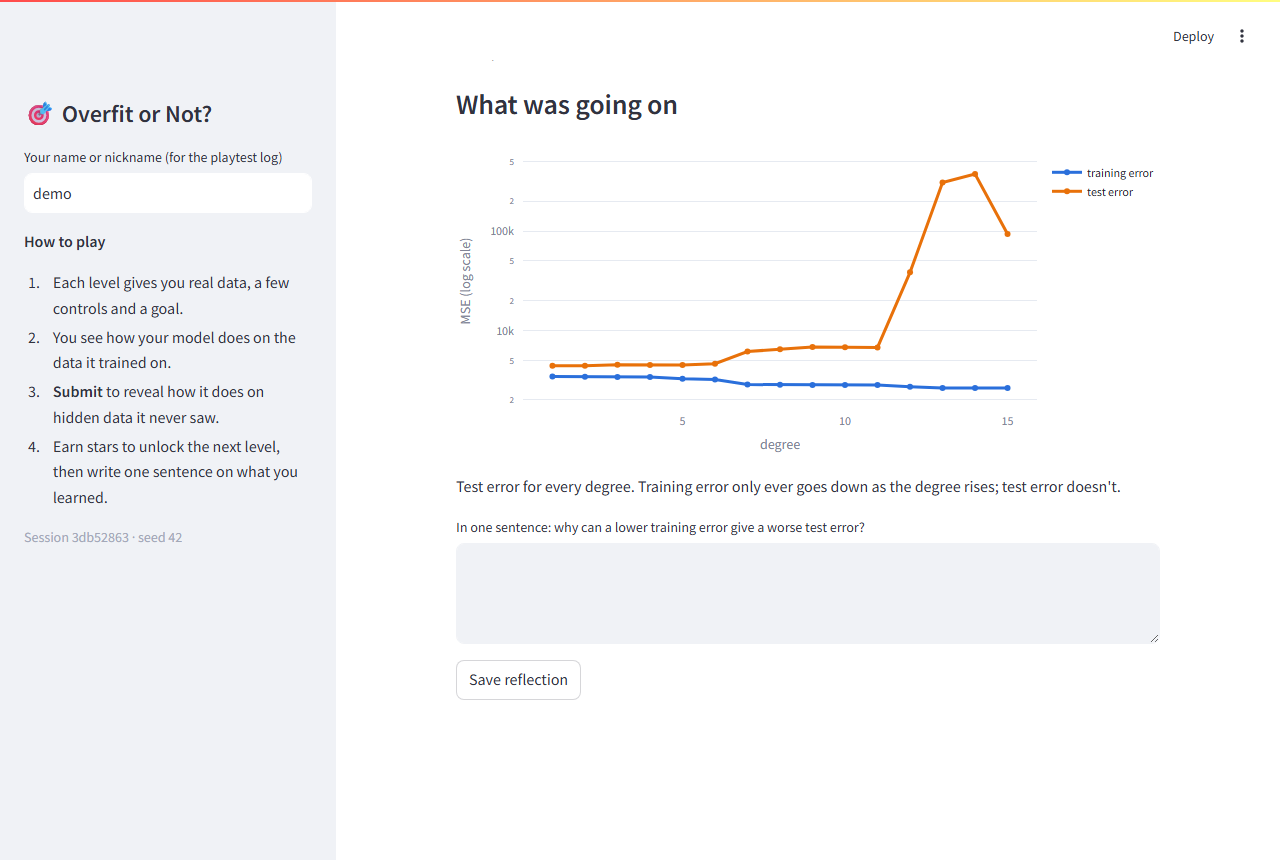 Deploy
🎯 Overfit or Not?
Your name or nickname (for the playtest log)
demo
How to play
1. Each level gives you real data, a few
controls and a goal.
2. You see how your model does on the
data it trained on.
3. Submit to reveal how it does on
hidden data it never saw.
4. Earn stars to unlock the next level,
then write one sentence on what you
learned.
Session 3db52863 · seed 42
What was going on
MSE (log scale)
5
2
100k
5
2
10k
5
2
5 10 15
degree
training error
test error
Test error for every degree. Training error only ever goes down as the degree rises; test error doesn't.
In one sentence: why can a lower training error give a worse test error?
Save reflection